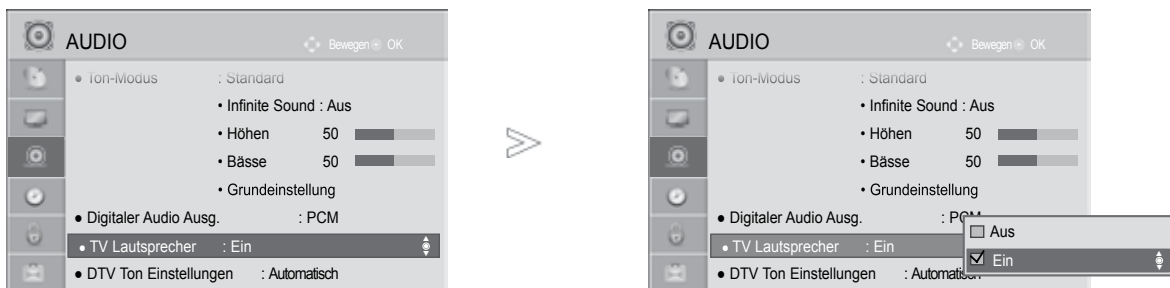 AUDIO
Bewegen OK
• Ton-Modus : Standard
• Infinite Sound : Aus
• Höhen 50
• Bässe 50
• Grundeinstellung
• Digitaler Audio Ausg. : PCM
• TV Lautsprecher : Ein
• DTV Ton Einstellungen : Automatisch
AUDIO
Bewegen OK
• Ton-Modus : Standard
• Infinite Sound : Aus
• Höhen 50
• Bässe 50
• Grundeinstellung
• Digitaler Audio Ausg. : PCM
• TV Lautsprecher : Ein
• DTV Ton Einstellungen : Automatisch
Aus
Ein